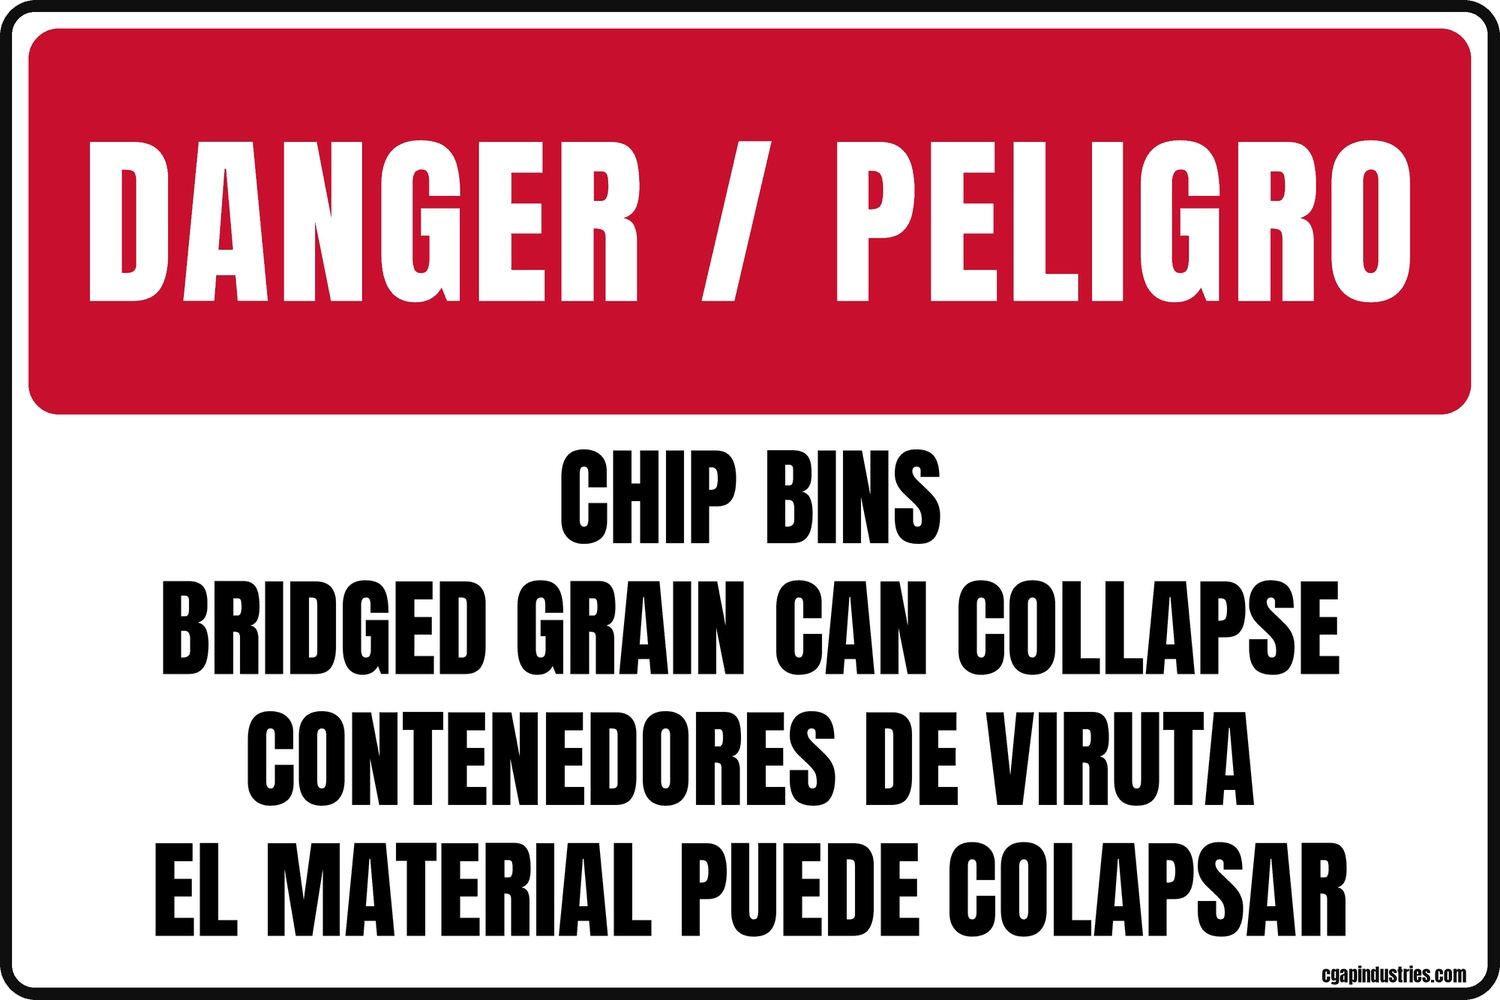 DANGER / PELIGRO
CHIP BINS
BRIDGED GRAIN CAN COLLAPSE
CONTENEDORES DE VIRUTA
EL MATERIAL PUEDE COLAPSAR
cgapindustries.com